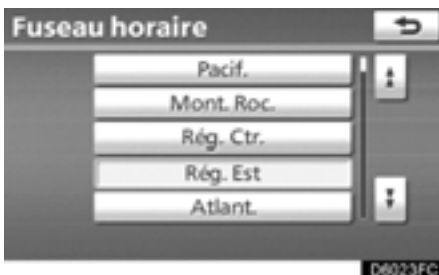 Fuseau horaire
Pacif.
Mont. Roc.
Rég. Ctr.
Rég. Est
Atlant.
D6023FC